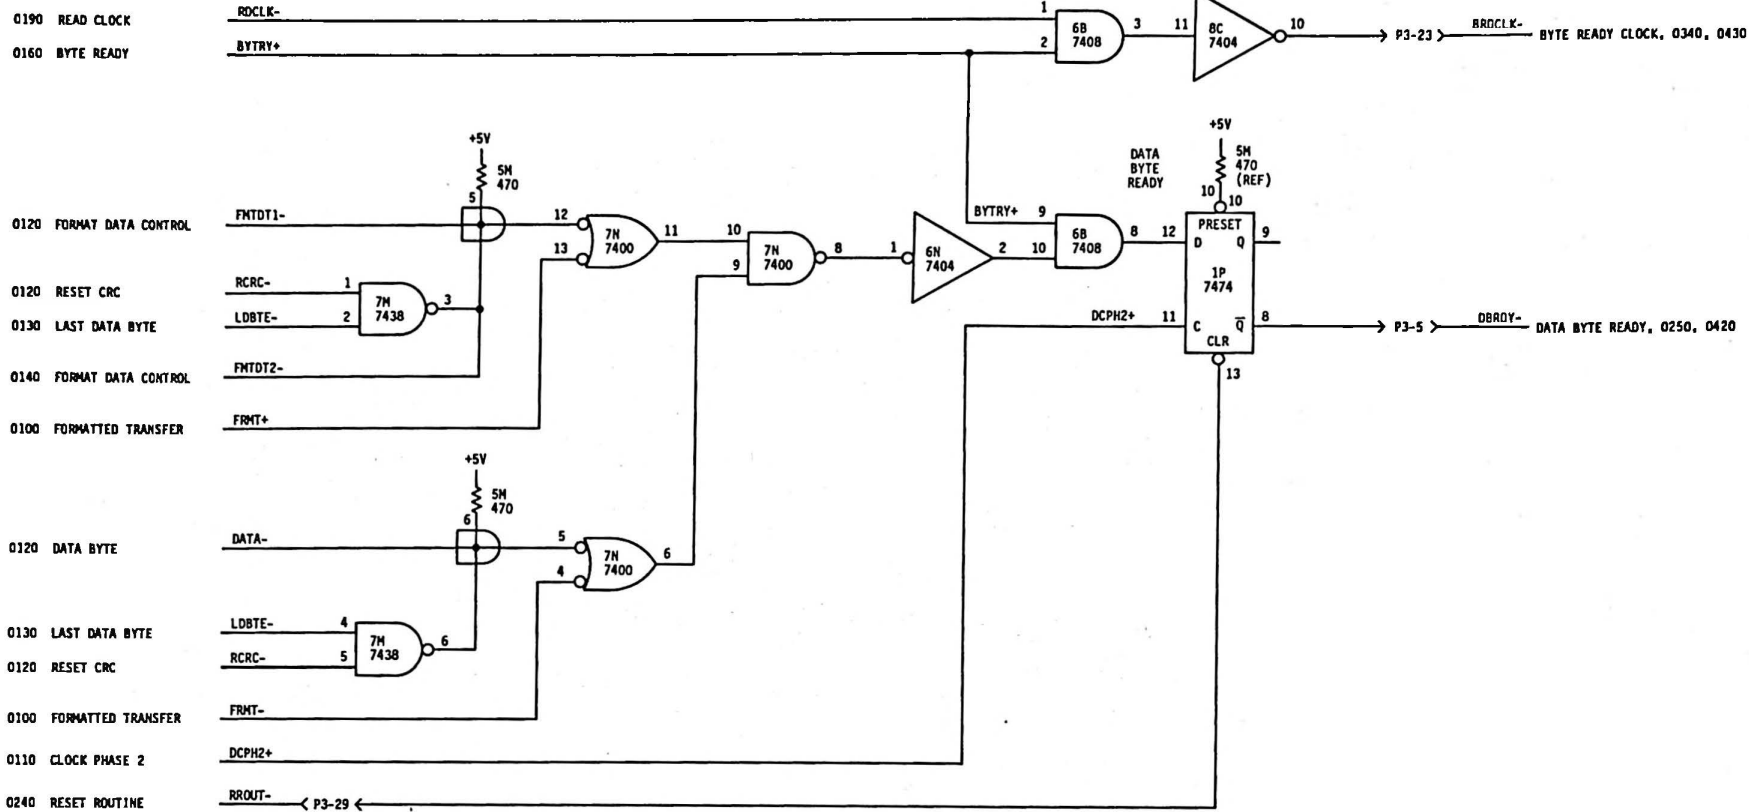 0190 READ CLOCK RDCLK- 1 6B 7408 3 11 8C 7404 10 P3-23 BRDCLK- BYTE READY CLOCK, 0340, 0430
0160 BYTE READY BYTRY+ 2
+5V
5M
470
5
+5V
5M
470
(REF)
10
10
DATA
BYTE
READY
0120 FORMAT DATA CONTROL FMTDT1- 12
13
7N
7400
11
10
9
7N
7400
8
1
6N
7404
2
BYTRY+ 9
10
6B
7408
8
12
PRESET
D Q
9
1P
7474
0120 RESET CRC RCRC- 1
0130 LAST DATA BYTE LDBTE- 2
7M
7438
3
DCPH2+ 11
C Q
CLR
8
13
P3-5
DBRDY- DATA BYTE READY, 0250, 0420
0140 FORMAT DATA CONTROL FMTDT2-
0100 FORMATTED TRANSFER FRMT+
+5V
5M
470
6
0120 DATA BYTE DATA- 5
4
7N
7400
6
0130 LAST DATA BYTE LDBTE- 4
0120 RESET CRC RCRC- 5
7M
7438
6
0100 FORMATTED TRANSFER FRMT-
0110 CLOCK PHASE 2 DCPH2+
0240 RESET ROUTINE RROUT- P3-29